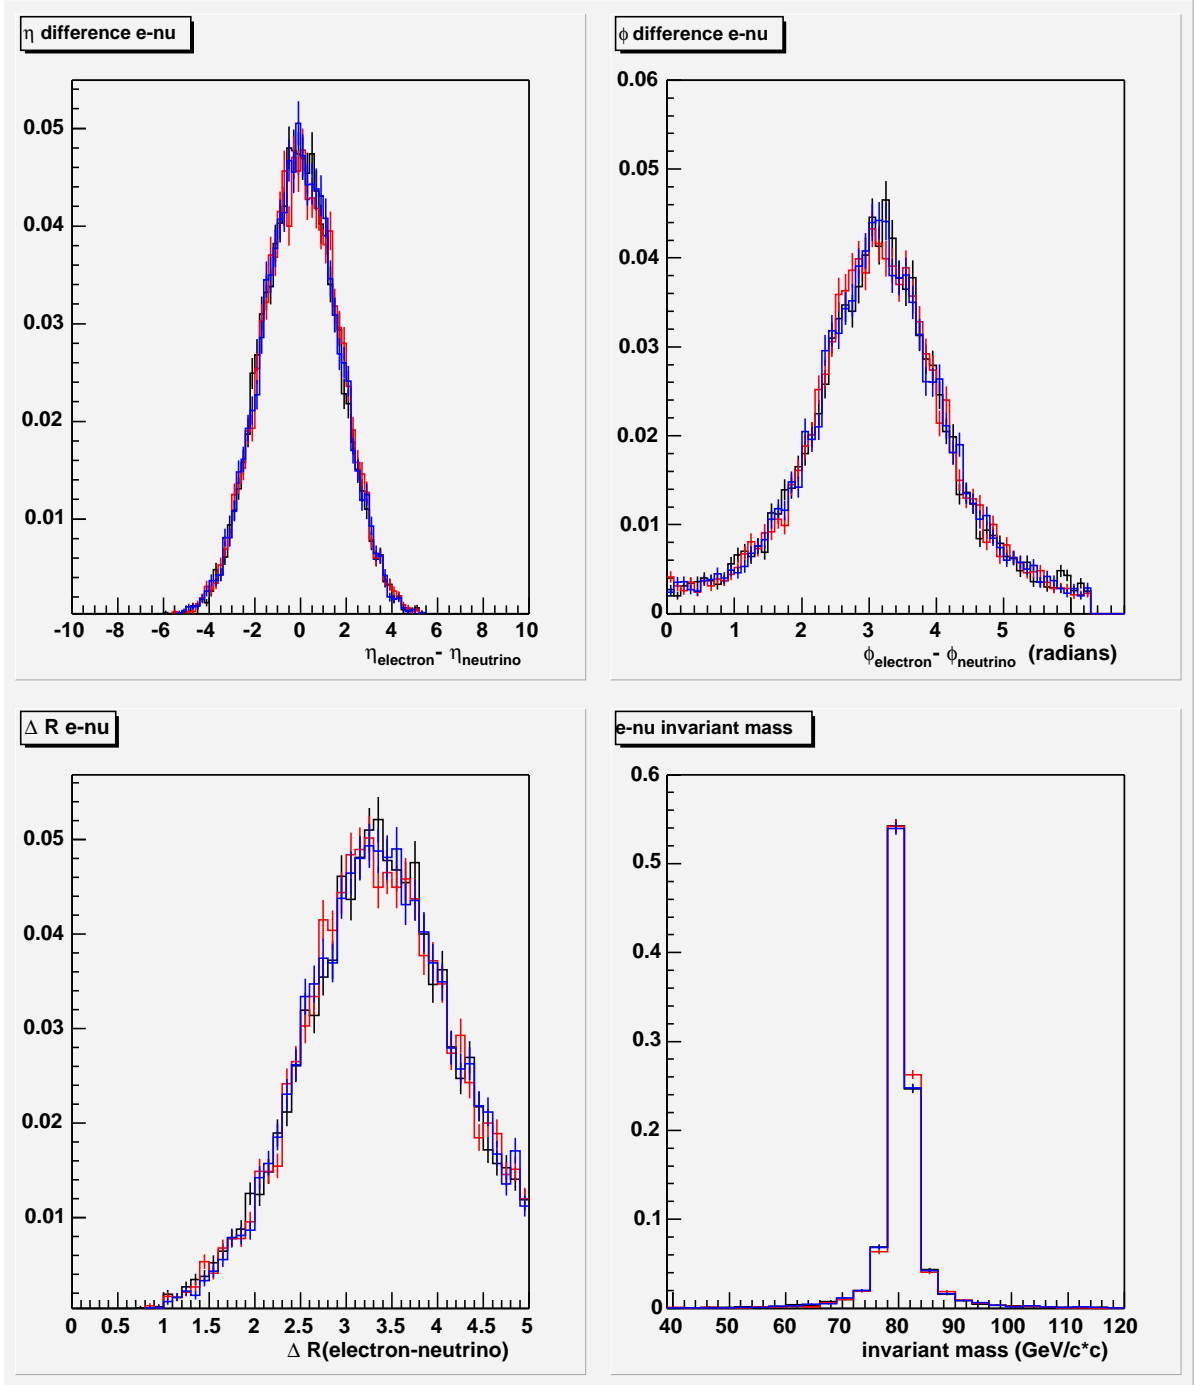 η difference e-nu
0.05
0.04
0.03
0.02
0.01
-10 -8 -6 -4 -2 0 2 4 6 8 10
ηelectron- ηneutrino
ϕ difference e-nu
0.06
0.05
0.04
0.03
0.02
0.01
0
0 1 2 3 4 5 6
ϕelectron- ϕneutrino (radians)
Δ R e-nu
0.05
0.04
0.03
0.02
0.01
0 0.5 1 1.5 2 2.5 3 3.5 4 4.5 5
Δ R(electron-neutrino)
e-nu invariant mass
0.6
0.5
0.4
0.3
0.2
0.1
0
40 50 60 70 80 90 100 110 120
invariant mass (GeV/c*c)